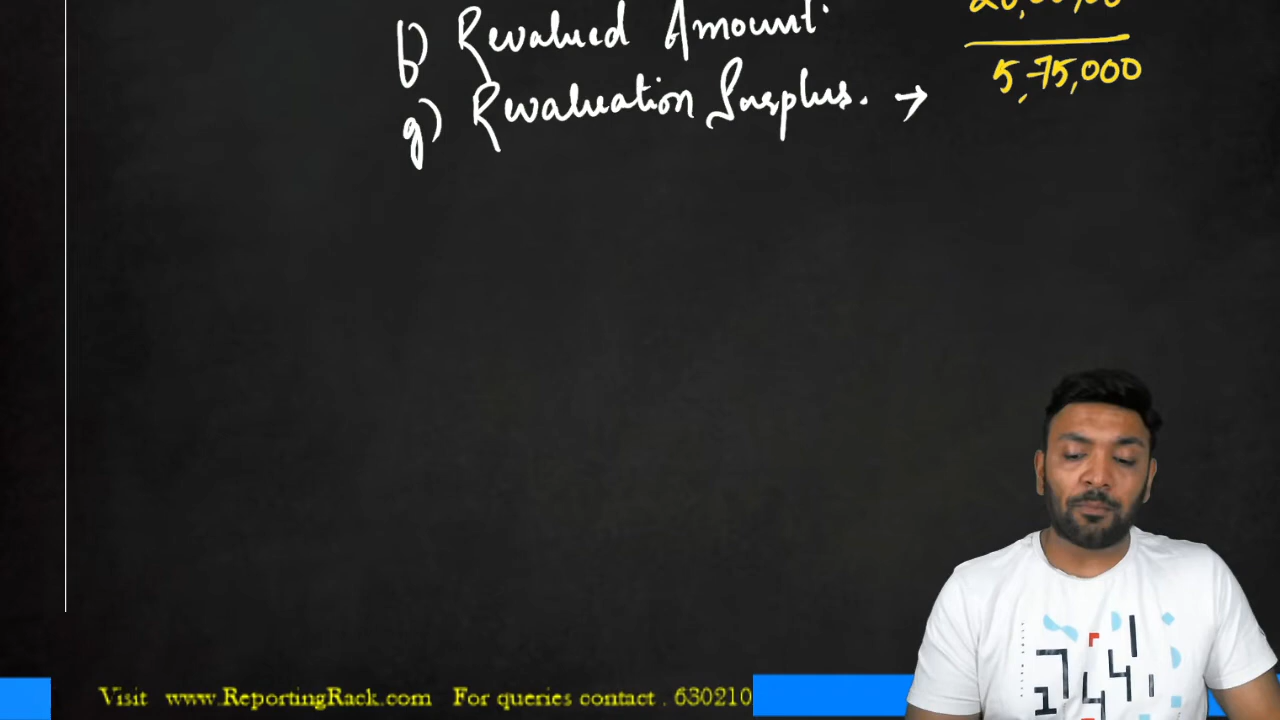 f) Revalued Amount
g) Revaluation Surplus. → 5,75,000
Visit www.ReportingRack.com For queries contact . 630210